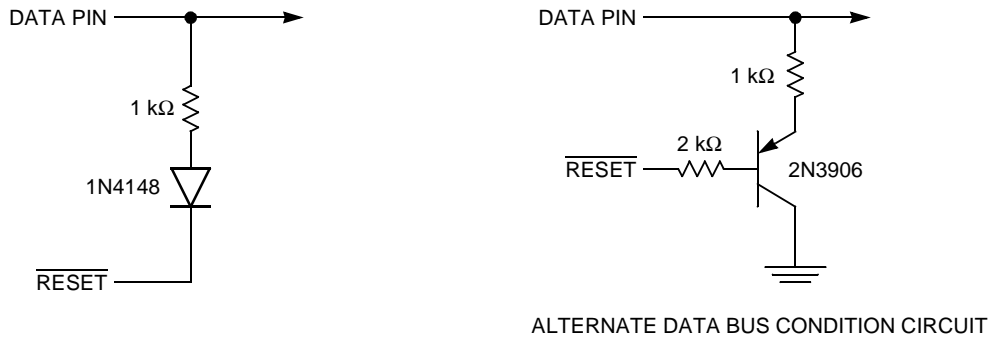 DATA PIN
1 kΩ
1N4148
RESET
DATA PIN
1 kΩ
2 kΩ
RESET
2N3906
ALTERNATE DATA BUS CONDITION CIRCUIT